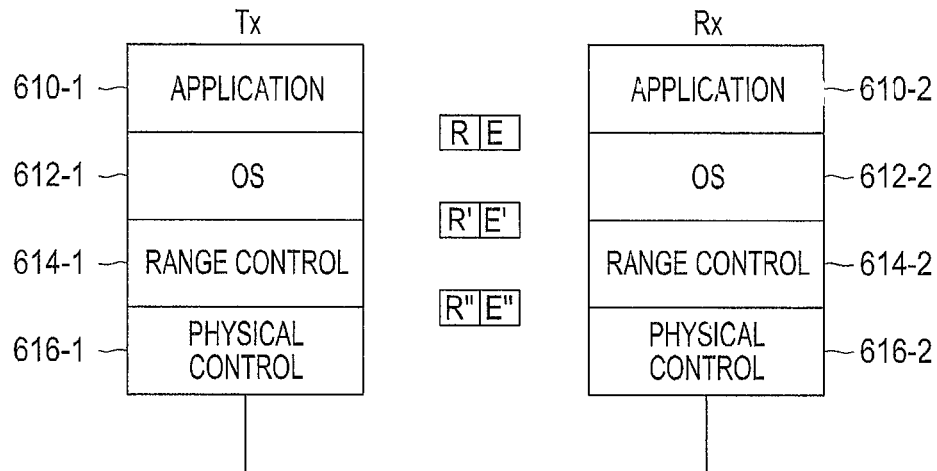 Tx Rx
610-1 APPLICATION APPLICATION 610-2
R E
612-1 OS OS 612-2
R' E'
614-1 RANGE CONTROL RANGE CONTROL 614-2
R" E"
616-1 PHYSICAL CONTROL PHYSICAL CONTROL 616-2